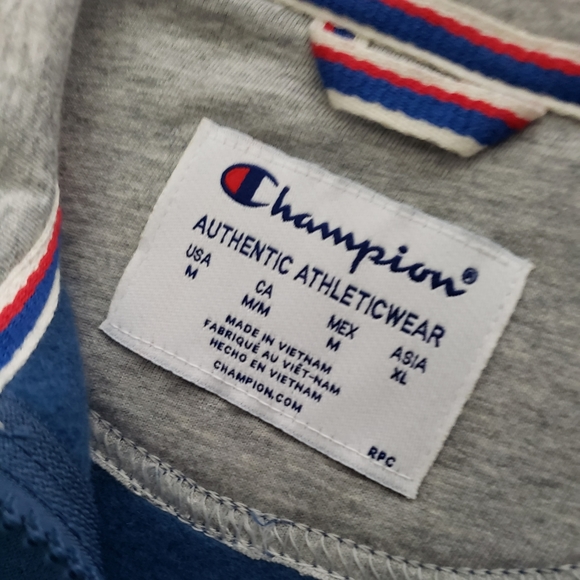 Champion®
AUTHENTIC ATHLETICWEAR
USA CA MEX ASIA
M M/M M XL
MADE IN VIETNAM
FABRIQUÉ AU VIÊT-NAM
HECHO EN VIETNAM
CHAMPION.COM
RPC